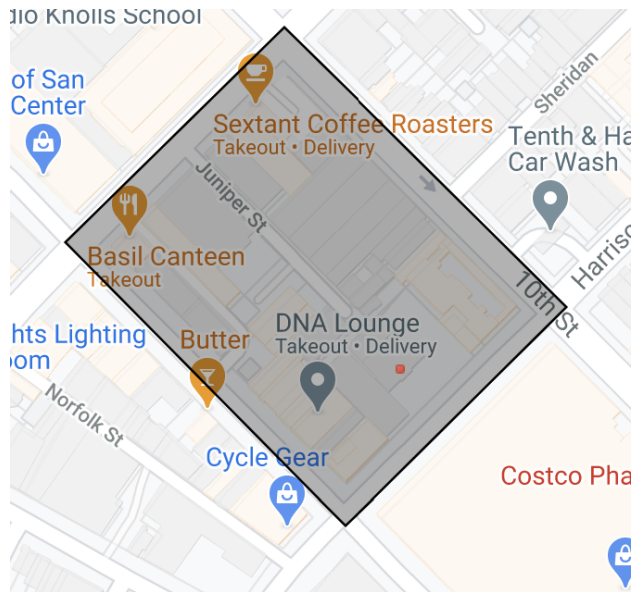 dio Knolls School
of San
Center
Sextant Coffee Roasters
Takeout • Delivery
Sheridan
Tenth & Ha
Car Wash
Juniper St
Basil Canteen
Takeout
10th St
Harriso
hts Lighting
oom
Butter
DNA Lounge
Takeout • Delivery
Norfolk St
Cycle Gear
Costco Pha